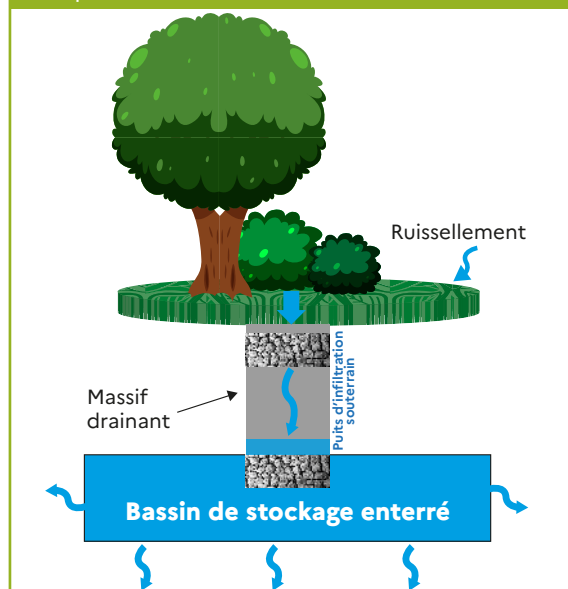 Ruissellement
Puits d'infiltration
souterrain
Massif
drainant
Bassin de stockage enterré